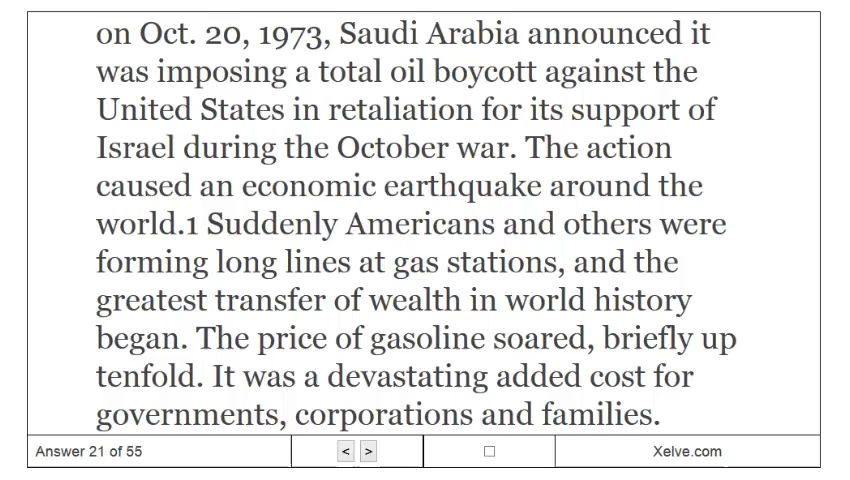 on Oct. 20, 1973, Saudi Arabia announced it
was imposing a total oil boycott against the
United States in retaliation for its support of
Israel during the October war. The action
caused an economic earthquake around the
world.1 Suddenly Americans and others were
forming long lines at gas stations, and the
greatest transfer of wealth in world history
began. The price of gasoline soared, briefly up
tenfold. It was a devastating added cost for
governments, corporations and families.
Answer 21 of 55 < > Xelve.com